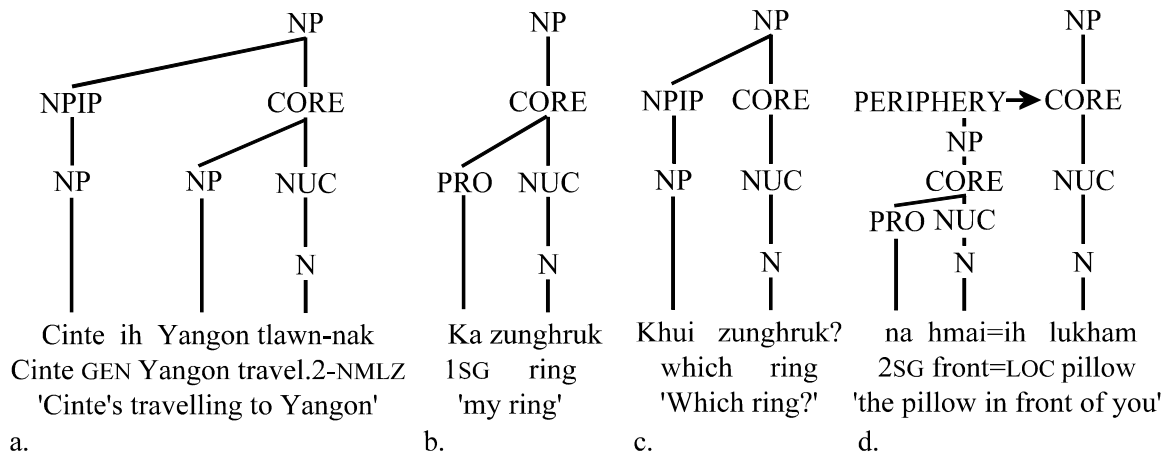 NP
NPIP CORE
NP NP NUC
N
Cinte ih Yangon tlawn-nak
Cinte GEN Yangon travel.2-NMLZ
'Cinte's travelling to Yangon'
a.
NP
CORE
PRO NUC
N
Ka zunghruk
1SG ring
'my ring'
b.
NP
NPIP CORE
NP NUC
N
Khui zunghruk?
which ring
'Which ring?'
c.
NP
PERIPHERY CORE
NP
CORE NUC
PRO NUC
N N
na hmai=ih lukham
2SG front=LOC pillow
'the pillow in front of you'
d.